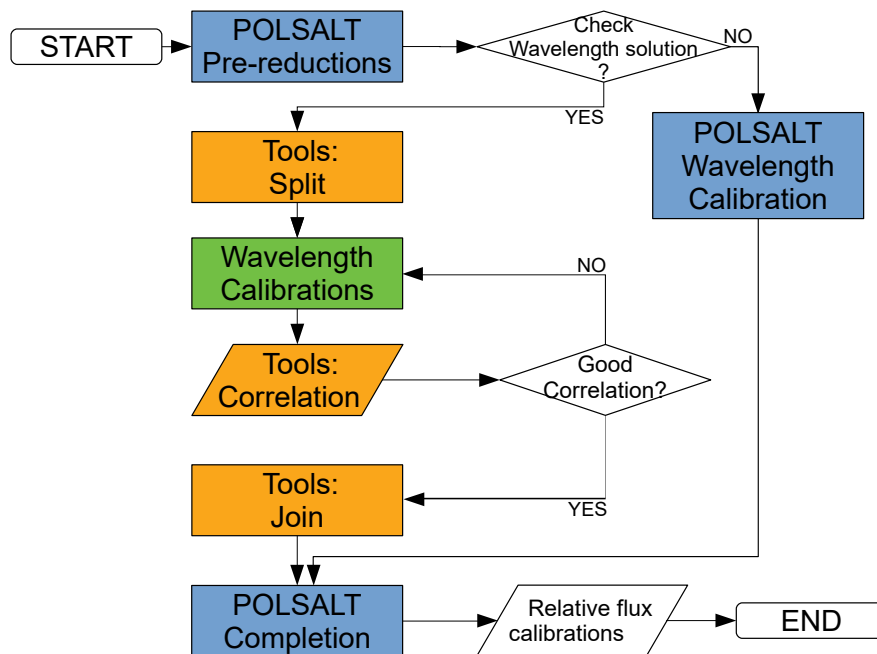 START
POLSALT
Pre-reductions
Check
Wavelength solution
?
NO
YES
Tools:
Split
POLSALT
Wavelength
Calibration
Wavelength
Calibrations
NO
Tools:
Correlation
Good
Correlation?
Tools:
Join
YES
POLSALT
Completion
Relative flux
calibrations
END